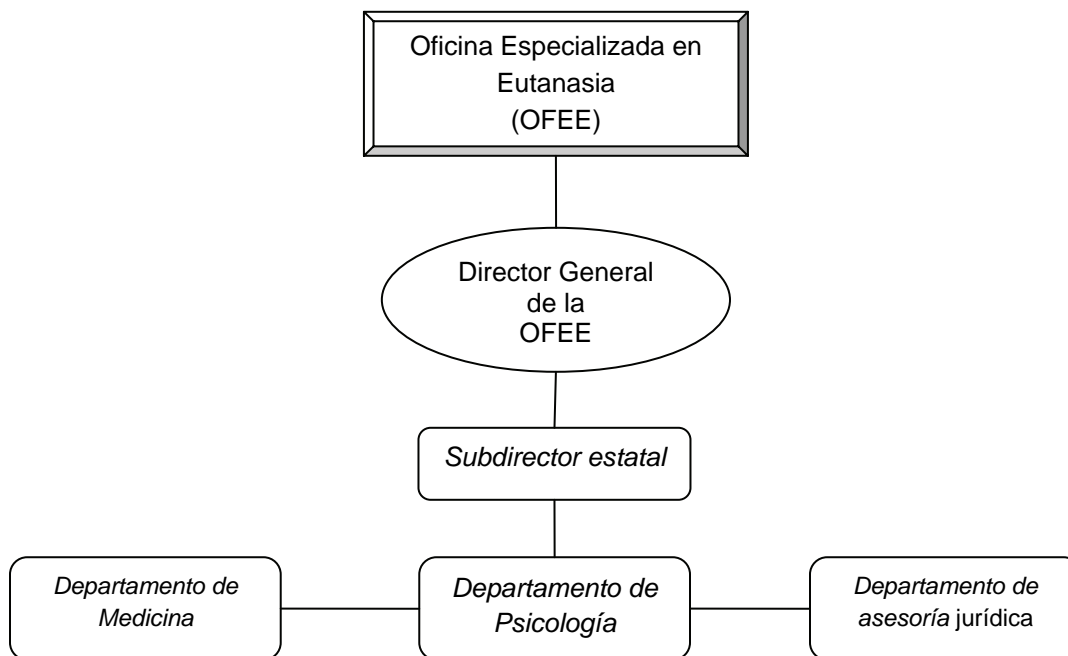 Oficina Especializada en
Eutanasia
(OFEE)
Director General
de la
OFEE
Subdirector estatal
Departamento de
Medicina
Departamento de
Psicología
Departamento de
asesoría jurídica